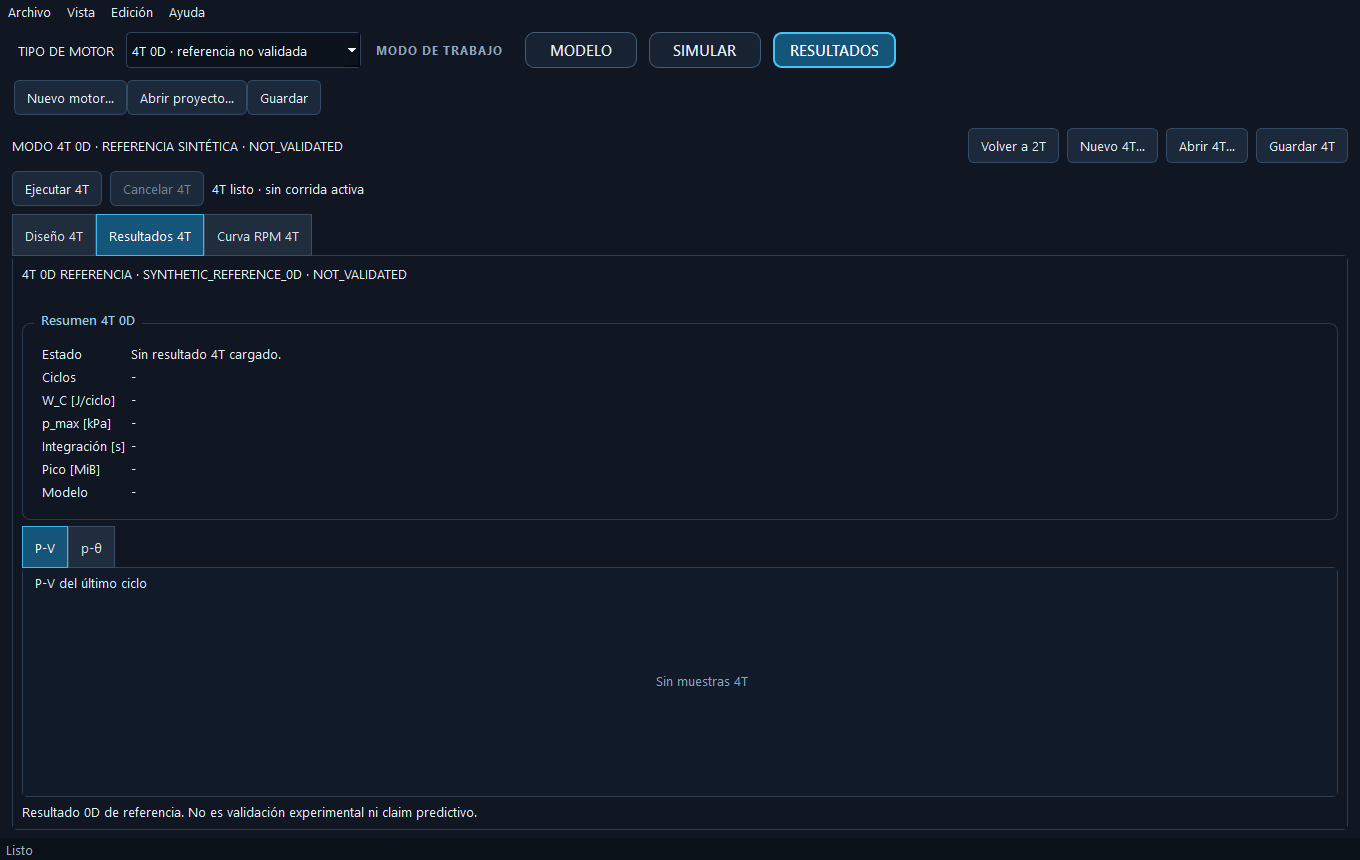 Archivo Vista Edición Ayuda
TIPO DE MOTOR 4T 0D · referencia no validada MODO DE TRABAJO MODELO SIMULAR RESULTADOS
Nuevo motor... Abrir proyecto... Guardar
MODO 4T 0D · REFERENCIA SINTÉTICA · NOT_VALIDATED Volver a 2T Nuevo 4T... Abrir 4T... Guardar 4T
Ejecutar 4T Cancelar 4T 4T listo · sin corrida activa
Diseño 4T Resultados 4T Curva RPM 4T
4T 0D REFERENCIA · SYNTHETIC_REFERENCE_0D · NOT_VALIDATED
Resumen 4T 0D
Estado Sin resultado 4T cargado.
Ciclos -
W_C [J/ciclo] -
p_max [kPa] -
Integración [s] -
Pico [MiB] -
Modelo -
P-V p-θ
P-V del último ciclo
Sin muestras 4T
Resultado 0D de referencia. No es validación experimental ni claim predictivo.
Listo